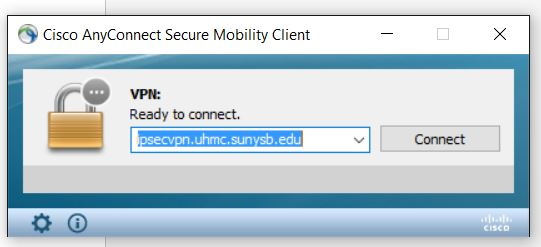 Cisco AnyConnect Secure Mobility Client
VPN:
Ready to connect.
ipsecvpn.uhmc.sunysb.edu
Connect
CISCO